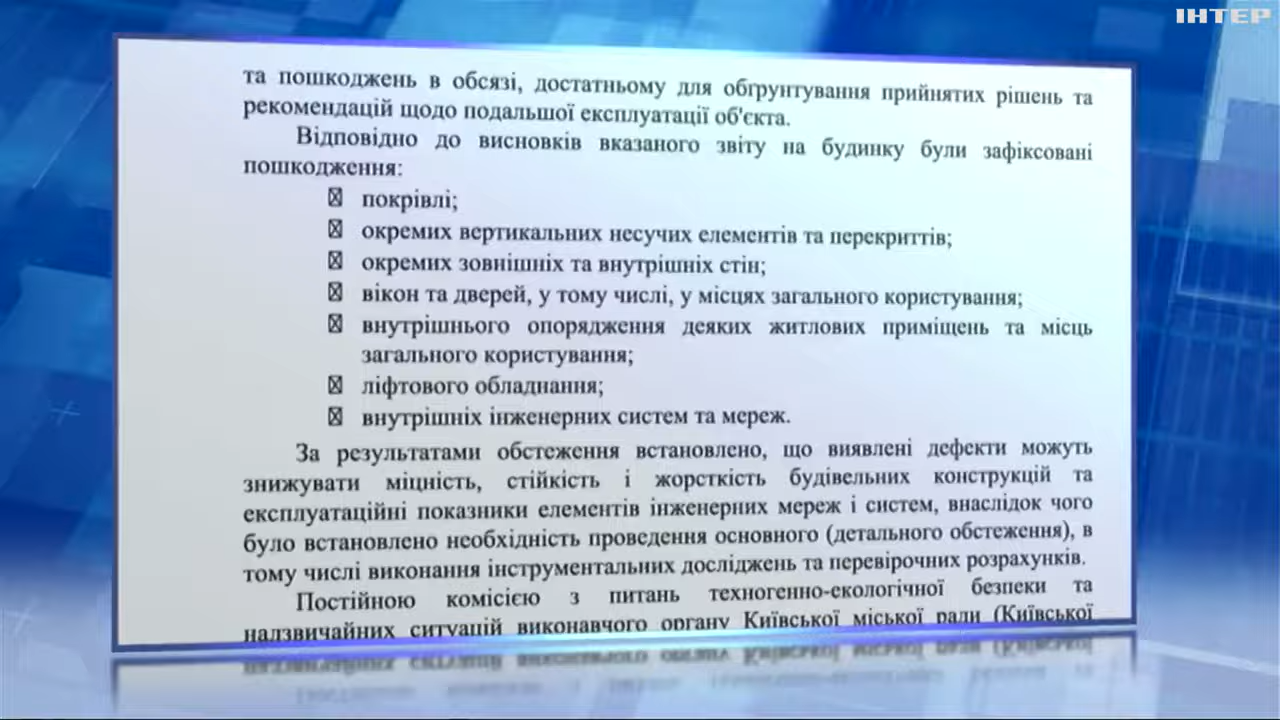 ІНТЕР
та пошкоджень в обсязі, достатньому для обґрунтування прийнятих рішень та
рекомендацій щодо подальшої експлуатації об'єкта.
Відповідно до висновків вказаного звіту на будинку були зафіксовані
пошкодження:
покрівлі;
окремих вертикальних несучих елементів та перекриттів;
окремих зовнішніх та внутрішніх стін;
вікон та дверей, у тому числі, у місцях загального користування;
внутрішнього опорядження деяких житлових приміщень та місць
загального користування;
ліфтового обладнання;
внутрішніх інженерних систем та мереж.
За результатами обстеження встановлено, що виявлені дефекти можуть
знижувати міцність, стійкість і жорсткість будівельних конструкцій та
експлуатаційні показники елементів інженерних мереж і систем, внаслідок чого
було встановлено необхідність проведення основного (детального обстеження), в
тому числі виконання інструментальних досліджень та перевірочних розрахунків.
Постійною комісією з питань техногенно-екологічної безпеки та
надзвичайних ситуацій виконавчого органу Київської міської ради (Київської